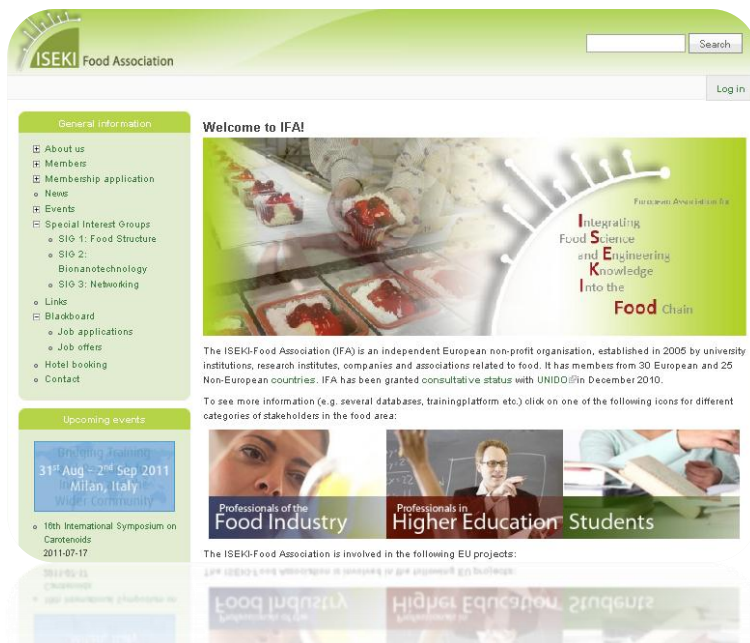 ISEKI Food Association
Search
Log in
General information
About us
Members
Membership application
News
Events
Special Interest Groups
SIG 1: Food Structure
SIG 2:
Bionanotechnology
SIG 3: Networking
Links
Blackboard
Job applications
Job offers
Hotel booking
Contact
Upcoming events
31st Aug - 2nd Sep 2011
Milan, Italy
Wider Community
16th International Symposium on
Carotenoids
2011-07-17
Welcome to IFA!
European Association for
Integrating
Food Science
and Engineering
Knowledge
Into the
Food Chain
The ISEKI-Food Association (IFA) is an independent European non-profit organisation, established in 2005 by university
institutions, research institutes, companies and associations related to food. It has members from 30 European and 25
Non-European countries. IFA has been granted consultative status with UNIDO in December 2010.
To see more information (e.g. several databases, trainingplatform etc.) click on one of the following icons for different
categories of stakeholders in the food area:
Professionals of the
Food Industry
Professionals in
Higher Education
Students
The ISEKI-Food Association is involved in the following EU projects: